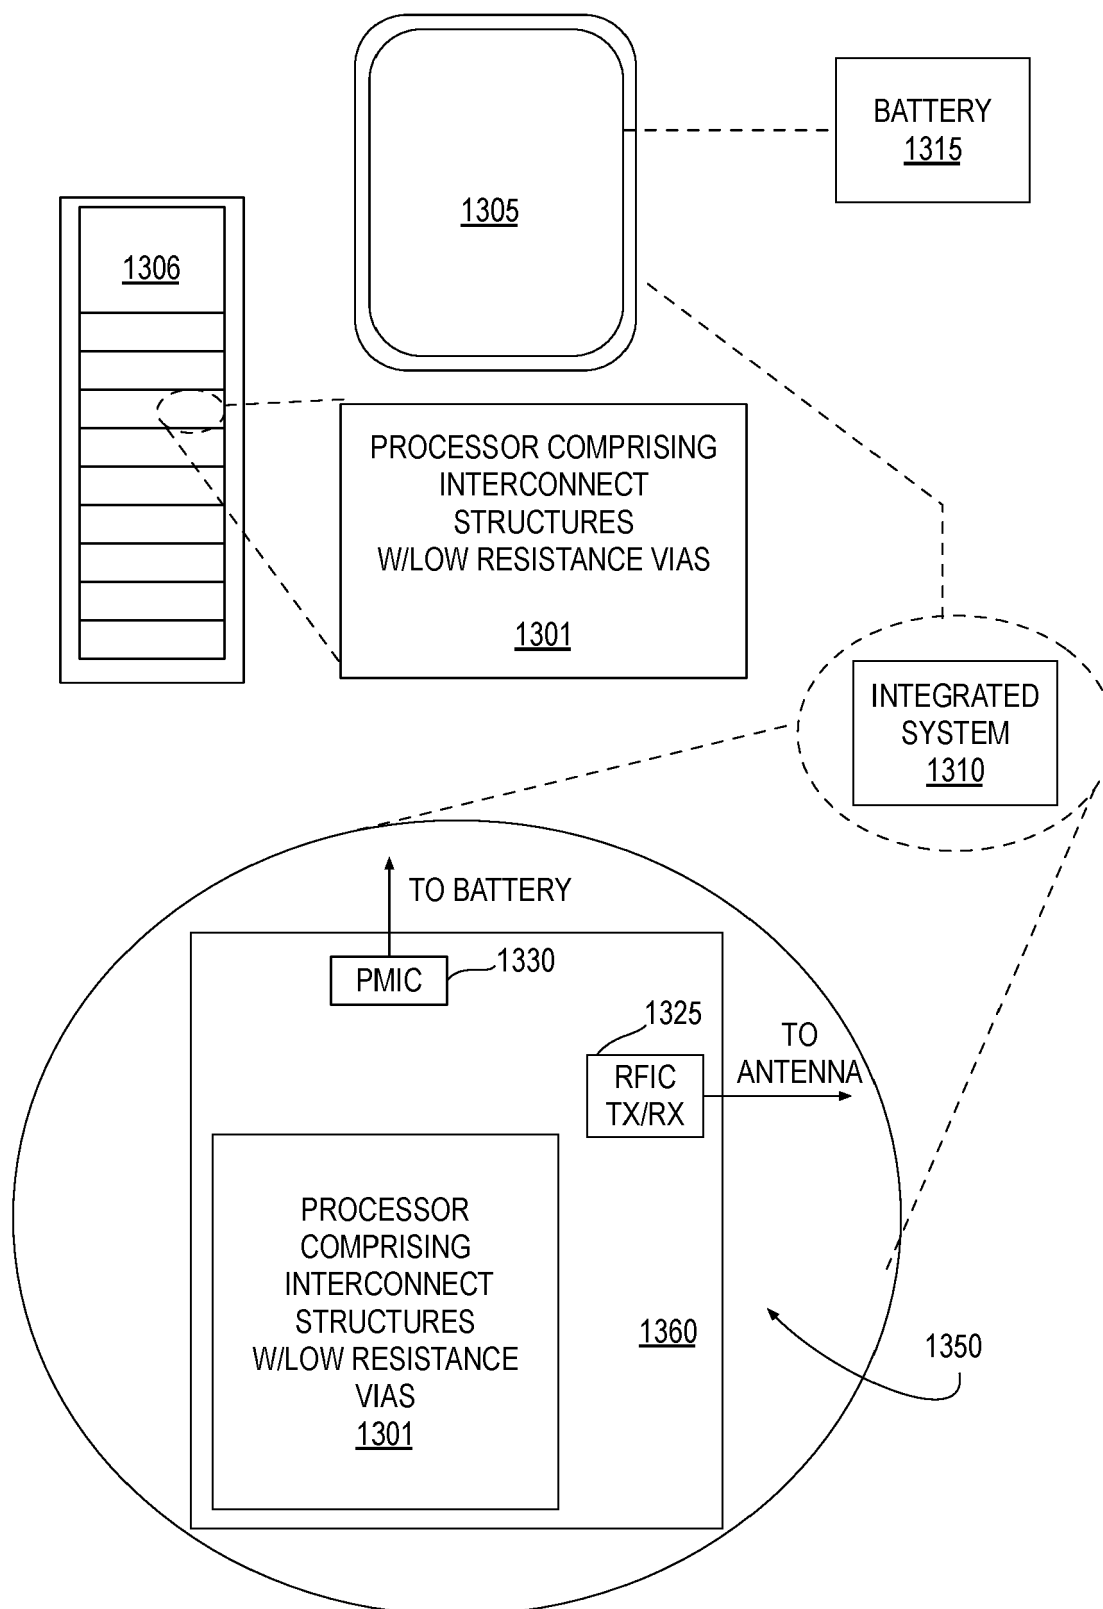 BATTERY
1315
1305
1306
PROCESSOR COMPRISING
INTERCONNECT
STRUCTURES
W/LOW RESISTANCE VIAS
1301
INTEGRATED
SYSTEM
1310
TO BATTERY
PMIC
1330
1325
TO
ANTENNA
RFIC
TX/RX
PROCESSOR
COMPRISING
INTERCONNECT
STRUCTURES
W/LOW RESISTANCE
VIAS
1301
1360
1350